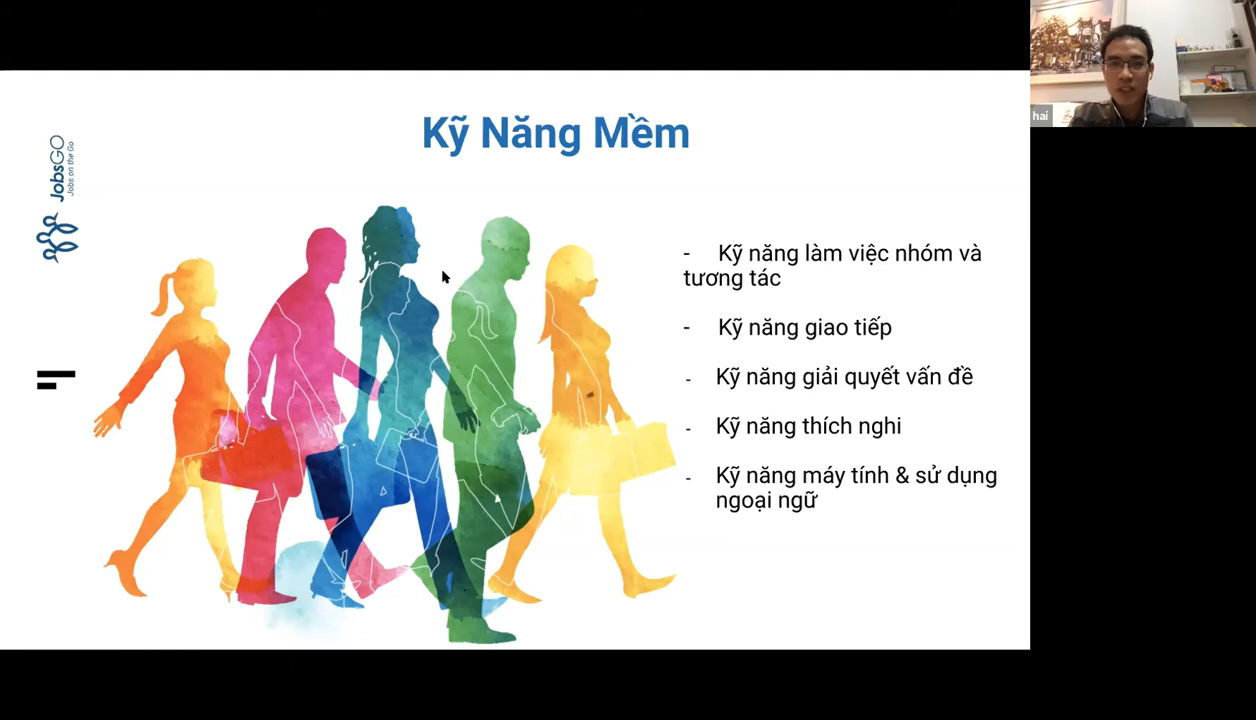 Kỹ Năng Mềm
JobsGO
Jobs on the Go
- Kỹ năng làm việc nhóm và
tương tác
- Kỹ năng giao tiếp
- Kỹ năng giải quyết vấn đề
- Kỹ năng thích nghi
- Kỹ năng máy tính & sử dụng
ngoại ngữ
hai